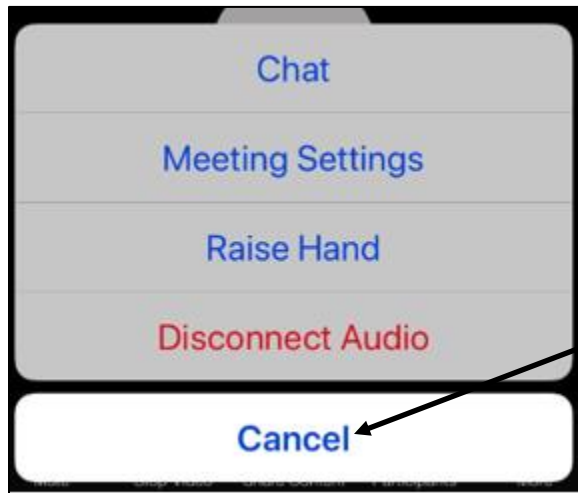 Chat
Meeting Settings
Raise Hand
Disconnect Audio
Cancel